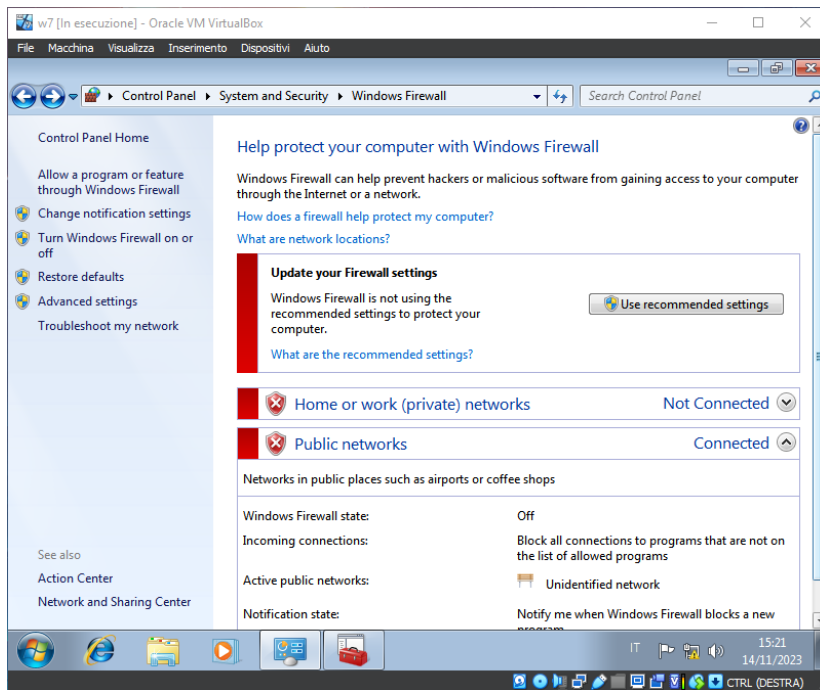 w7 [In esecuzione] - Oracle VM VirtualBox
File Macchina Visualizza Inserimento Dispositivi Aiuto
Control Panel System and Security Windows Firewall
Search Control Panel
Control Panel Home
Allow a program or feature
through Windows Firewall
Change notification settings
Turn Windows Firewall on or
off
Restore defaults
Advanced settings
Troubleshoot my network
See also
Action Center
Network and Sharing Center
Help protect your computer with Windows Firewall
Windows Firewall can help prevent hackers or malicious software from gaining access to your computer
through the Internet or a network.
How does a firewall help protect my computer?
What are network locations?
Update your Firewall settings
Windows Firewall is not using the
recommended settings to protect your
computer.
Use recommended settings
What are the recommended settings?
Home or work (private) networks Not Connected
Public networks Connected
Networks in public places such as airports or coffee shops
Windows Firewall state: Off
Incoming connections: Block all connections to programs that are not on
the list of allowed programs
Active public networks: Unidentified network
Notification state: Notify me when Windows Firewall blocks a new
program
IT
15:21
14/11/2023
CTRL (DESTRA)